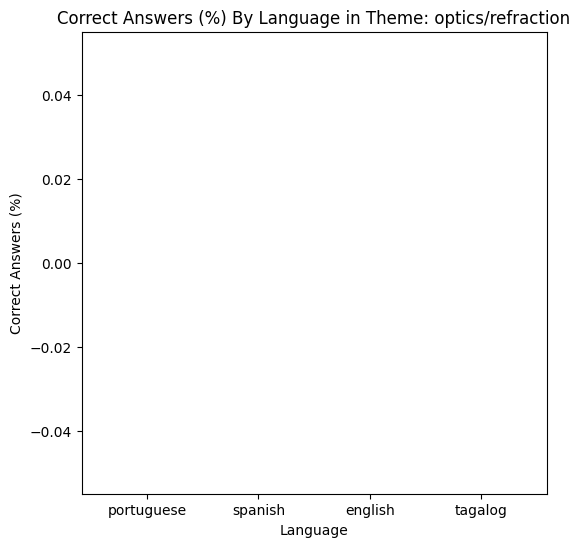 Correct Answers (%) By Language in Theme: optics/refraction
0.04
0.02
0.00
−0.02
−0.04
Correct Answers (%)
portuguese spanish english tagalog
Language